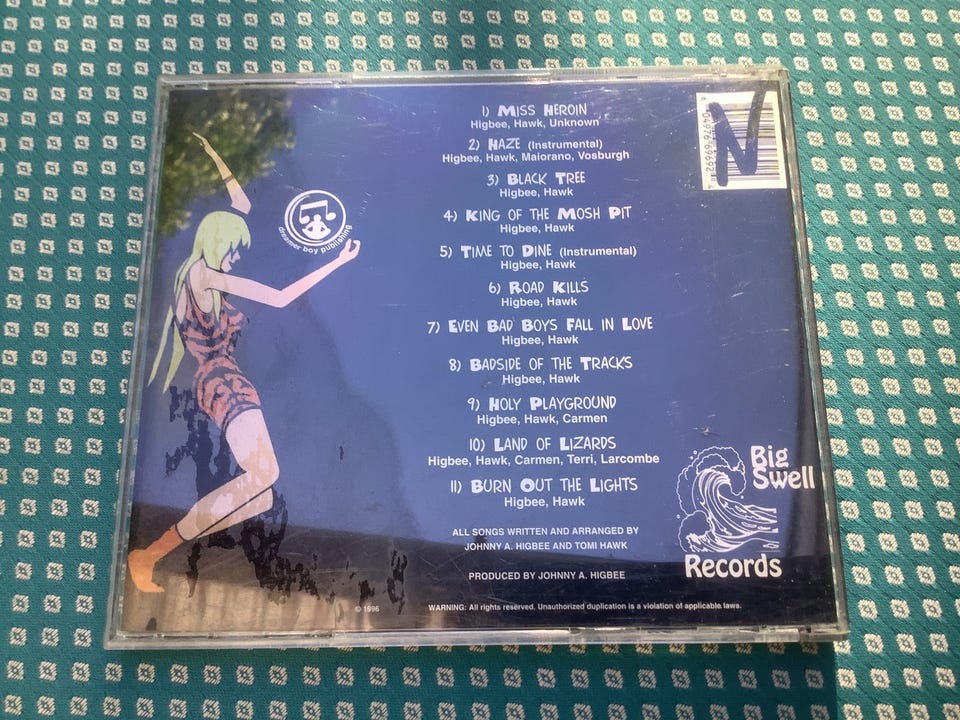 1) Miss Heroin
Higbee, Hawk, Unknown
2) Haze (Instrumental)
Higbee, Hawk, Maiorano, Vosburgh
3) Black Tree
Higbee, Hawk
4) King of the Mosh Pit
Higbee, Hawk
5) Time to Dine (Instrumental)
Higbee, Hawk
6) Road Kills
Higbee, Hawk
7) Even Bad Boys Fall in Love
Higbee, Hawk
8) Badside of the Tracks
Higbee, Hawk
9) Holy Playground
Higbee, Hawk, Carmen
10) Land of Lizards
Higbee, Hawk, Carmen, Terri, Larcombe
11) Burn Out the Lights
Higbee, Hawk
ALL SONGS WRITTEN AND ARRANGED BY
JOHNNY A. HIGBEE AND TOMI HAWK
PRODUCED BY JOHNNY A. HIGBEE
© 1996
WARNING: All rights reserved. Unauthorized duplication is a violation of applicable laws.
dreamer boy publishing
N
Big
Swell
Records